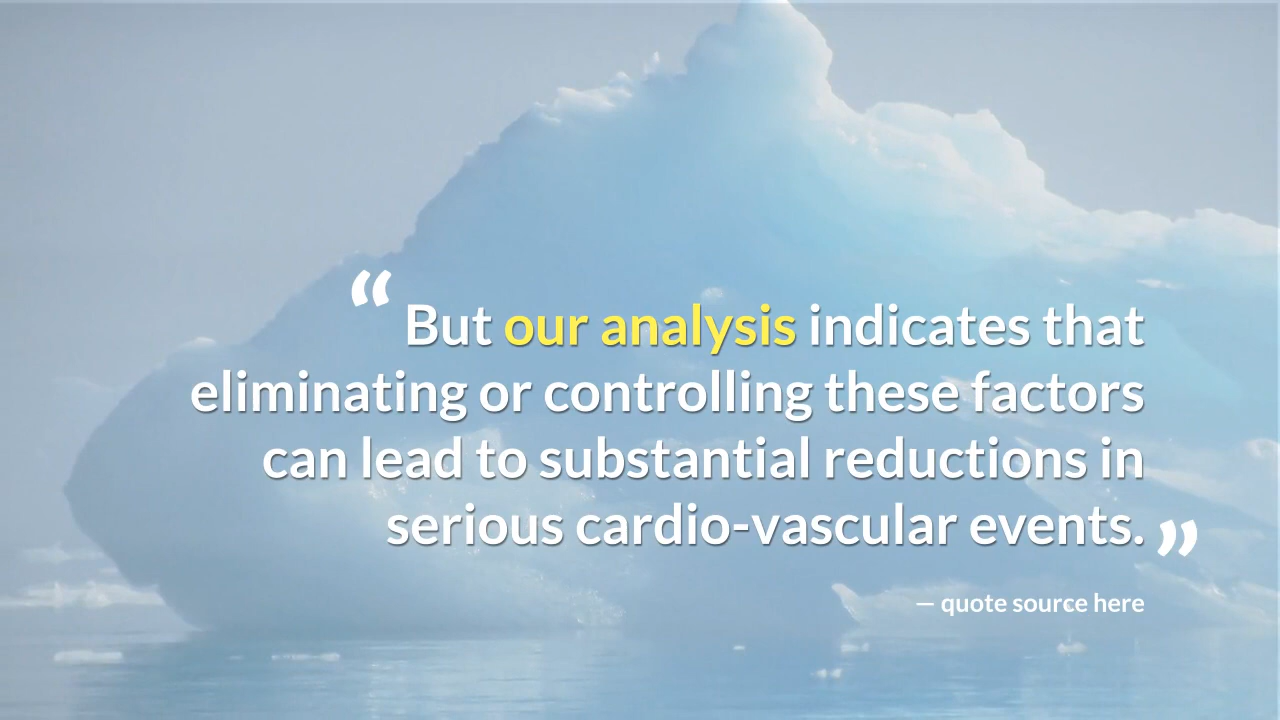 “But our analysis indicates that
eliminating or controlling these factors
can lead to substantial reductions in
serious cardio-vascular events.”
— quote source here